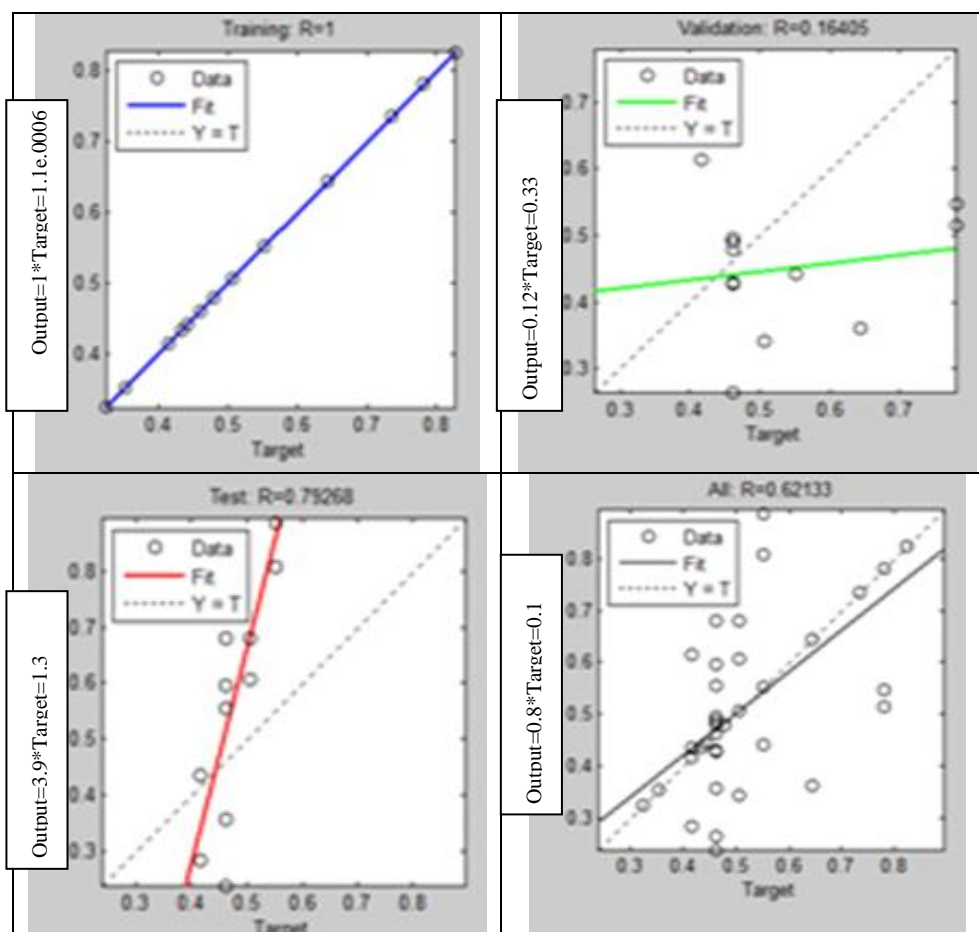 Training: R=1
Output=1*Target=1.1e.0006
Data
Fit
Y = T
0.8
0.7
0.6
0.5
0.4
0.4 0.5 0.6 0.7 0.8
Target
Validation: R=0.16405
Output=0.12*Target=0.33
Data
Fit
Y = T
0.7
0.6
0.5
0.4
0.3
0.3 0.4 0.5 0.6 0.7
Target
Test: R=0.79268
Output=3.9*Target=1.3
Data
Fit
Y = T
0.8
0.7
0.6
0.5
0.4
0.3
0.3 0.4 0.5 0.6 0.7 0.8
Target
All: R=0.62133
Output=0.8*Target=0.1
Data
Fit
Y = T
0.8
0.7
0.6
0.5
0.4
0.3
0.3 0.4 0.5 0.6 0.7 0.8
Target